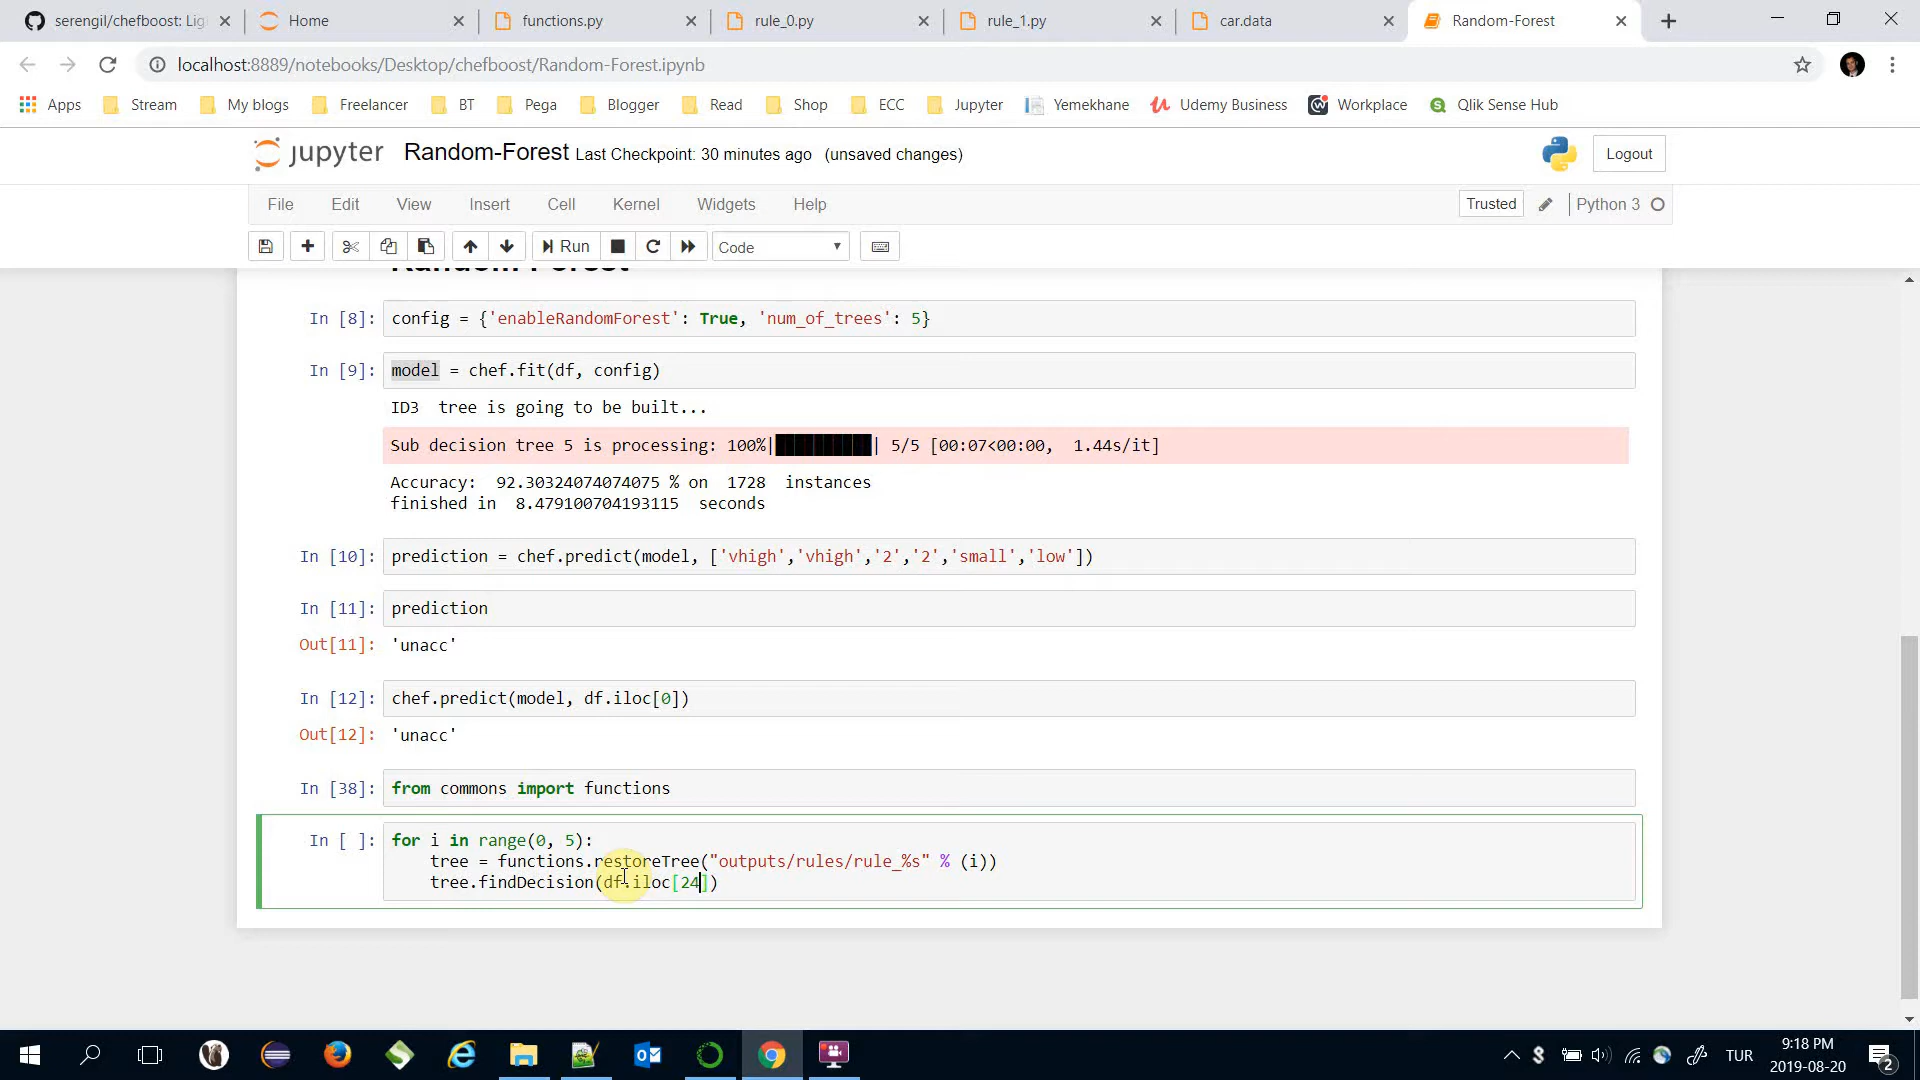 serengil/chefboost: Lig
Home
functions.py
rule_0.py
rule_1.py
car.data
Random-Forest
localhost:8889/notebooks/Desktop/chefboost/Random-Forest.ipynb
Apps Stream My blogs Freelancer BT Pega Blogger Read Shop ECC Jupyter Yemekhane Udemy Business Workplace Qlik Sense Hub
jupyter Random-Forest Last Checkpoint: 30 minutes ago (unsaved changes) Logout
File Edit View Insert Cell Kernel Widgets Help Trusted Python 3
Run Code
Random-Forest
In [8]: config = {'enableRandomForest': True, 'num_of_trees': 5}
In [9]: model = chef.fit(df, config)
ID3  tree is going to be built...
Sub decision tree 5 is processing: 100%|██████████| 5/5 [00:07<00:00,  1.44s/it]
Accuracy:  92.30324074074075 % on  1728  instances
finished in  8.479100704193115  seconds
In [10]: prediction = chef.predict(model, ['vhigh','vhigh','2','2','small','low'])
In [11]: prediction
Out[11]: 'unacc'
In [12]: chef.predict(model, df.iloc[0])
Out[12]: 'unacc'
In [38]: from commons import functions
In [ ]: for i in range(0, 5):
tree = functions.restoreTree("outputs/rules/rule_%s" % (i))
tree.findDecision(df.iloc[24])
TUR
9:18 PM
2019-08-20
2